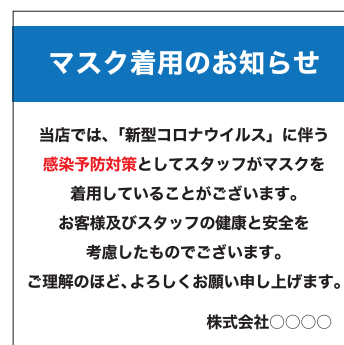 マスク着用のお知らせ
当店では、「新型コロナウイルス」に伴う
感染予防対策としてスタッフがマスクを
着用していることがございます。
お客様及びスタッフの健康と安全を
考慮したものでございます。
ご理解のほど、よろしくお願い申し上げます。
株式会社○○○○